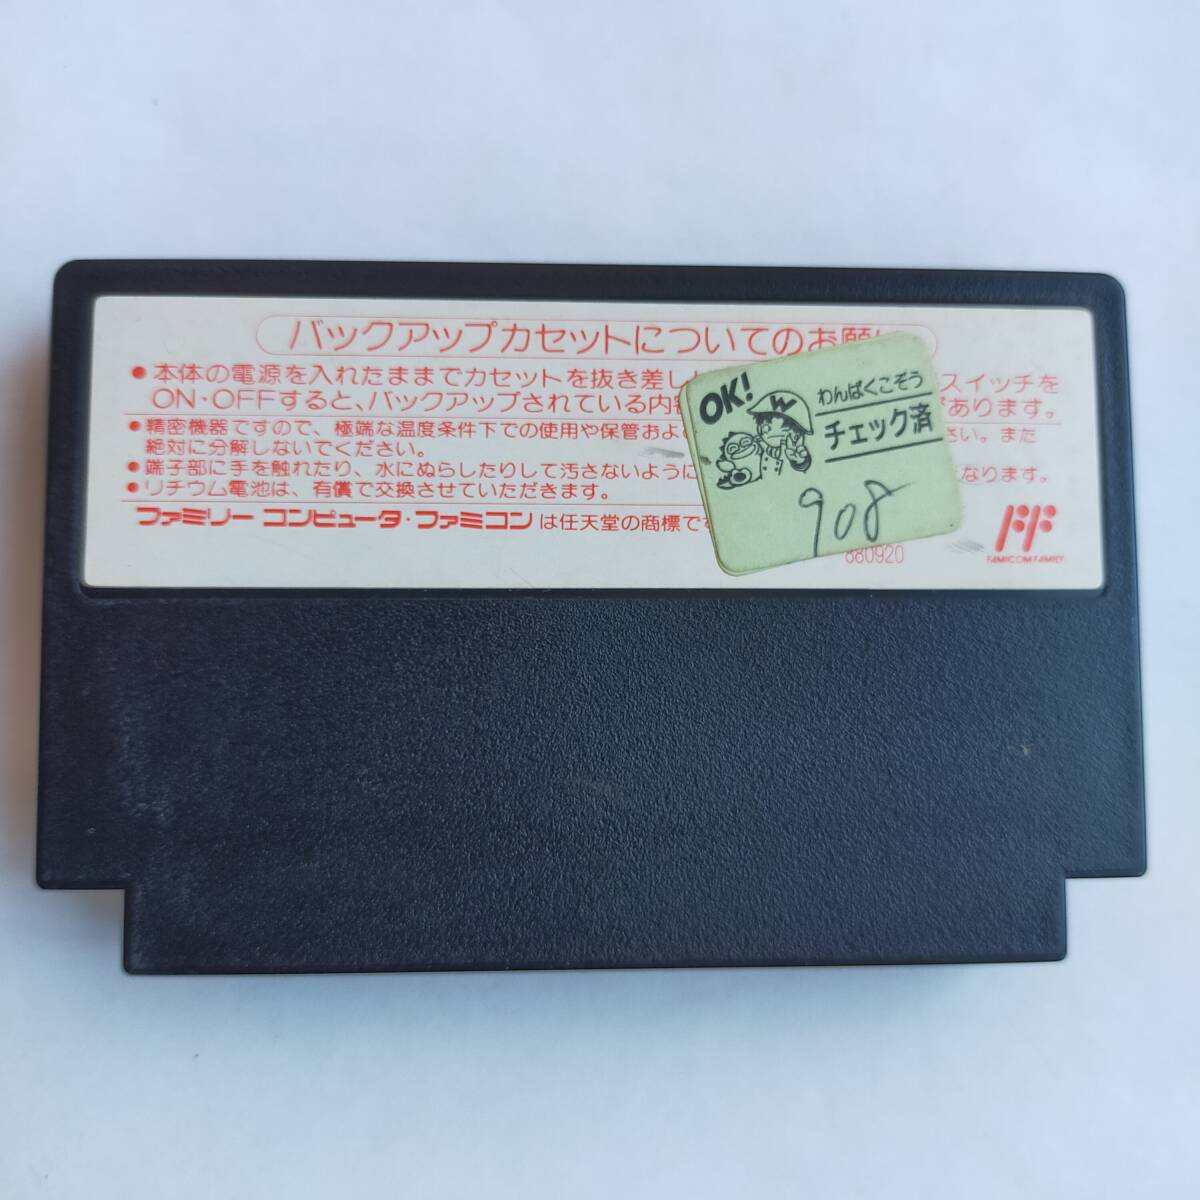 バックアップカセットについてのお願
●本体の電源を入れたままでカセットを抜き差し スイッチを
ON・OFFすると、バックアップされている内容 があります。
●精密機器ですので、極端な温度条件下での使用や保管およ さい。また
絶対に分解しないでください。
●端子部に手を触れたり、水にぬらしたりして汚さないように なります。
●リチウム電池は、有償で交換させていただきます。
ファミリー コンピュータ・ファミコン は任天堂の商標です
880920
FAMICOM FAMILY
OK!
W
わんぱくこぞう
チェック済
908